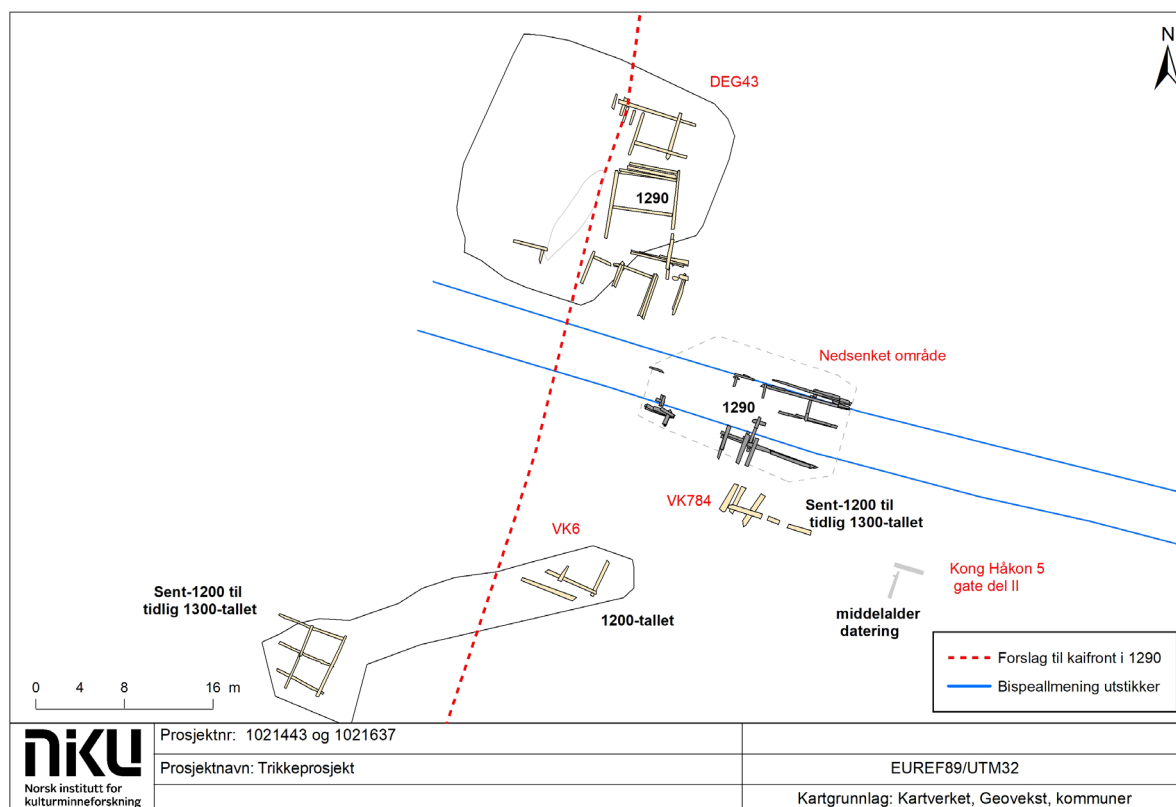 N
DEG43
1290
Nedsenket område
1290
VK784
Sent-1200 til
tidlig 1300-tallet
VK6
Kong Håkon 5
gate del II
Sent-1200 til
tidlig 1300-tallet
1200-tallet
middelalder
datering
Forslag til kaifront i 1290
Bispeallmening utstikker
0 4 8 16 m
NIKU
Norsk institutt for
kulturminneforskning
Prosjektnr: 1021443 og 1021637
Prosjektnavn: Trikkeprosjekt
EUREF89/UTM32
Kartgrunnlag: Kartverket, Geovekst, kommuner